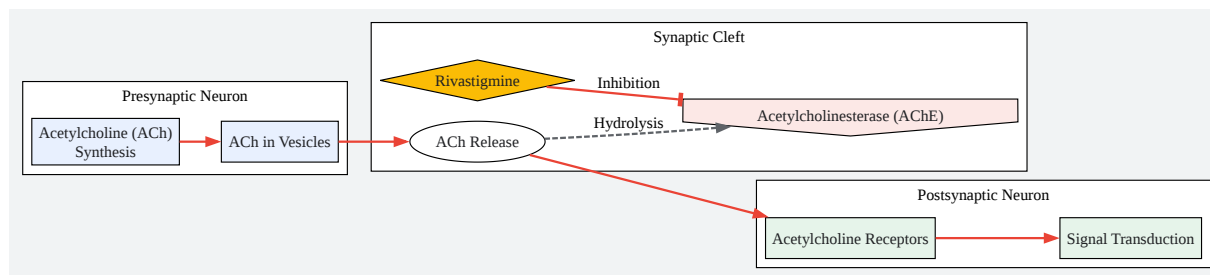 Synaptic Cleft
Rivastigmine
Inhibition
Presynaptic Neuron
Acetylcholinesterase (AChE)
Hydrolysis
Acetylcholine (ACh)
Synthesis
ACh in Vesicles
ACh Release
Postsynaptic Neuron
Acetylcholine Receptors
Signal Transduction